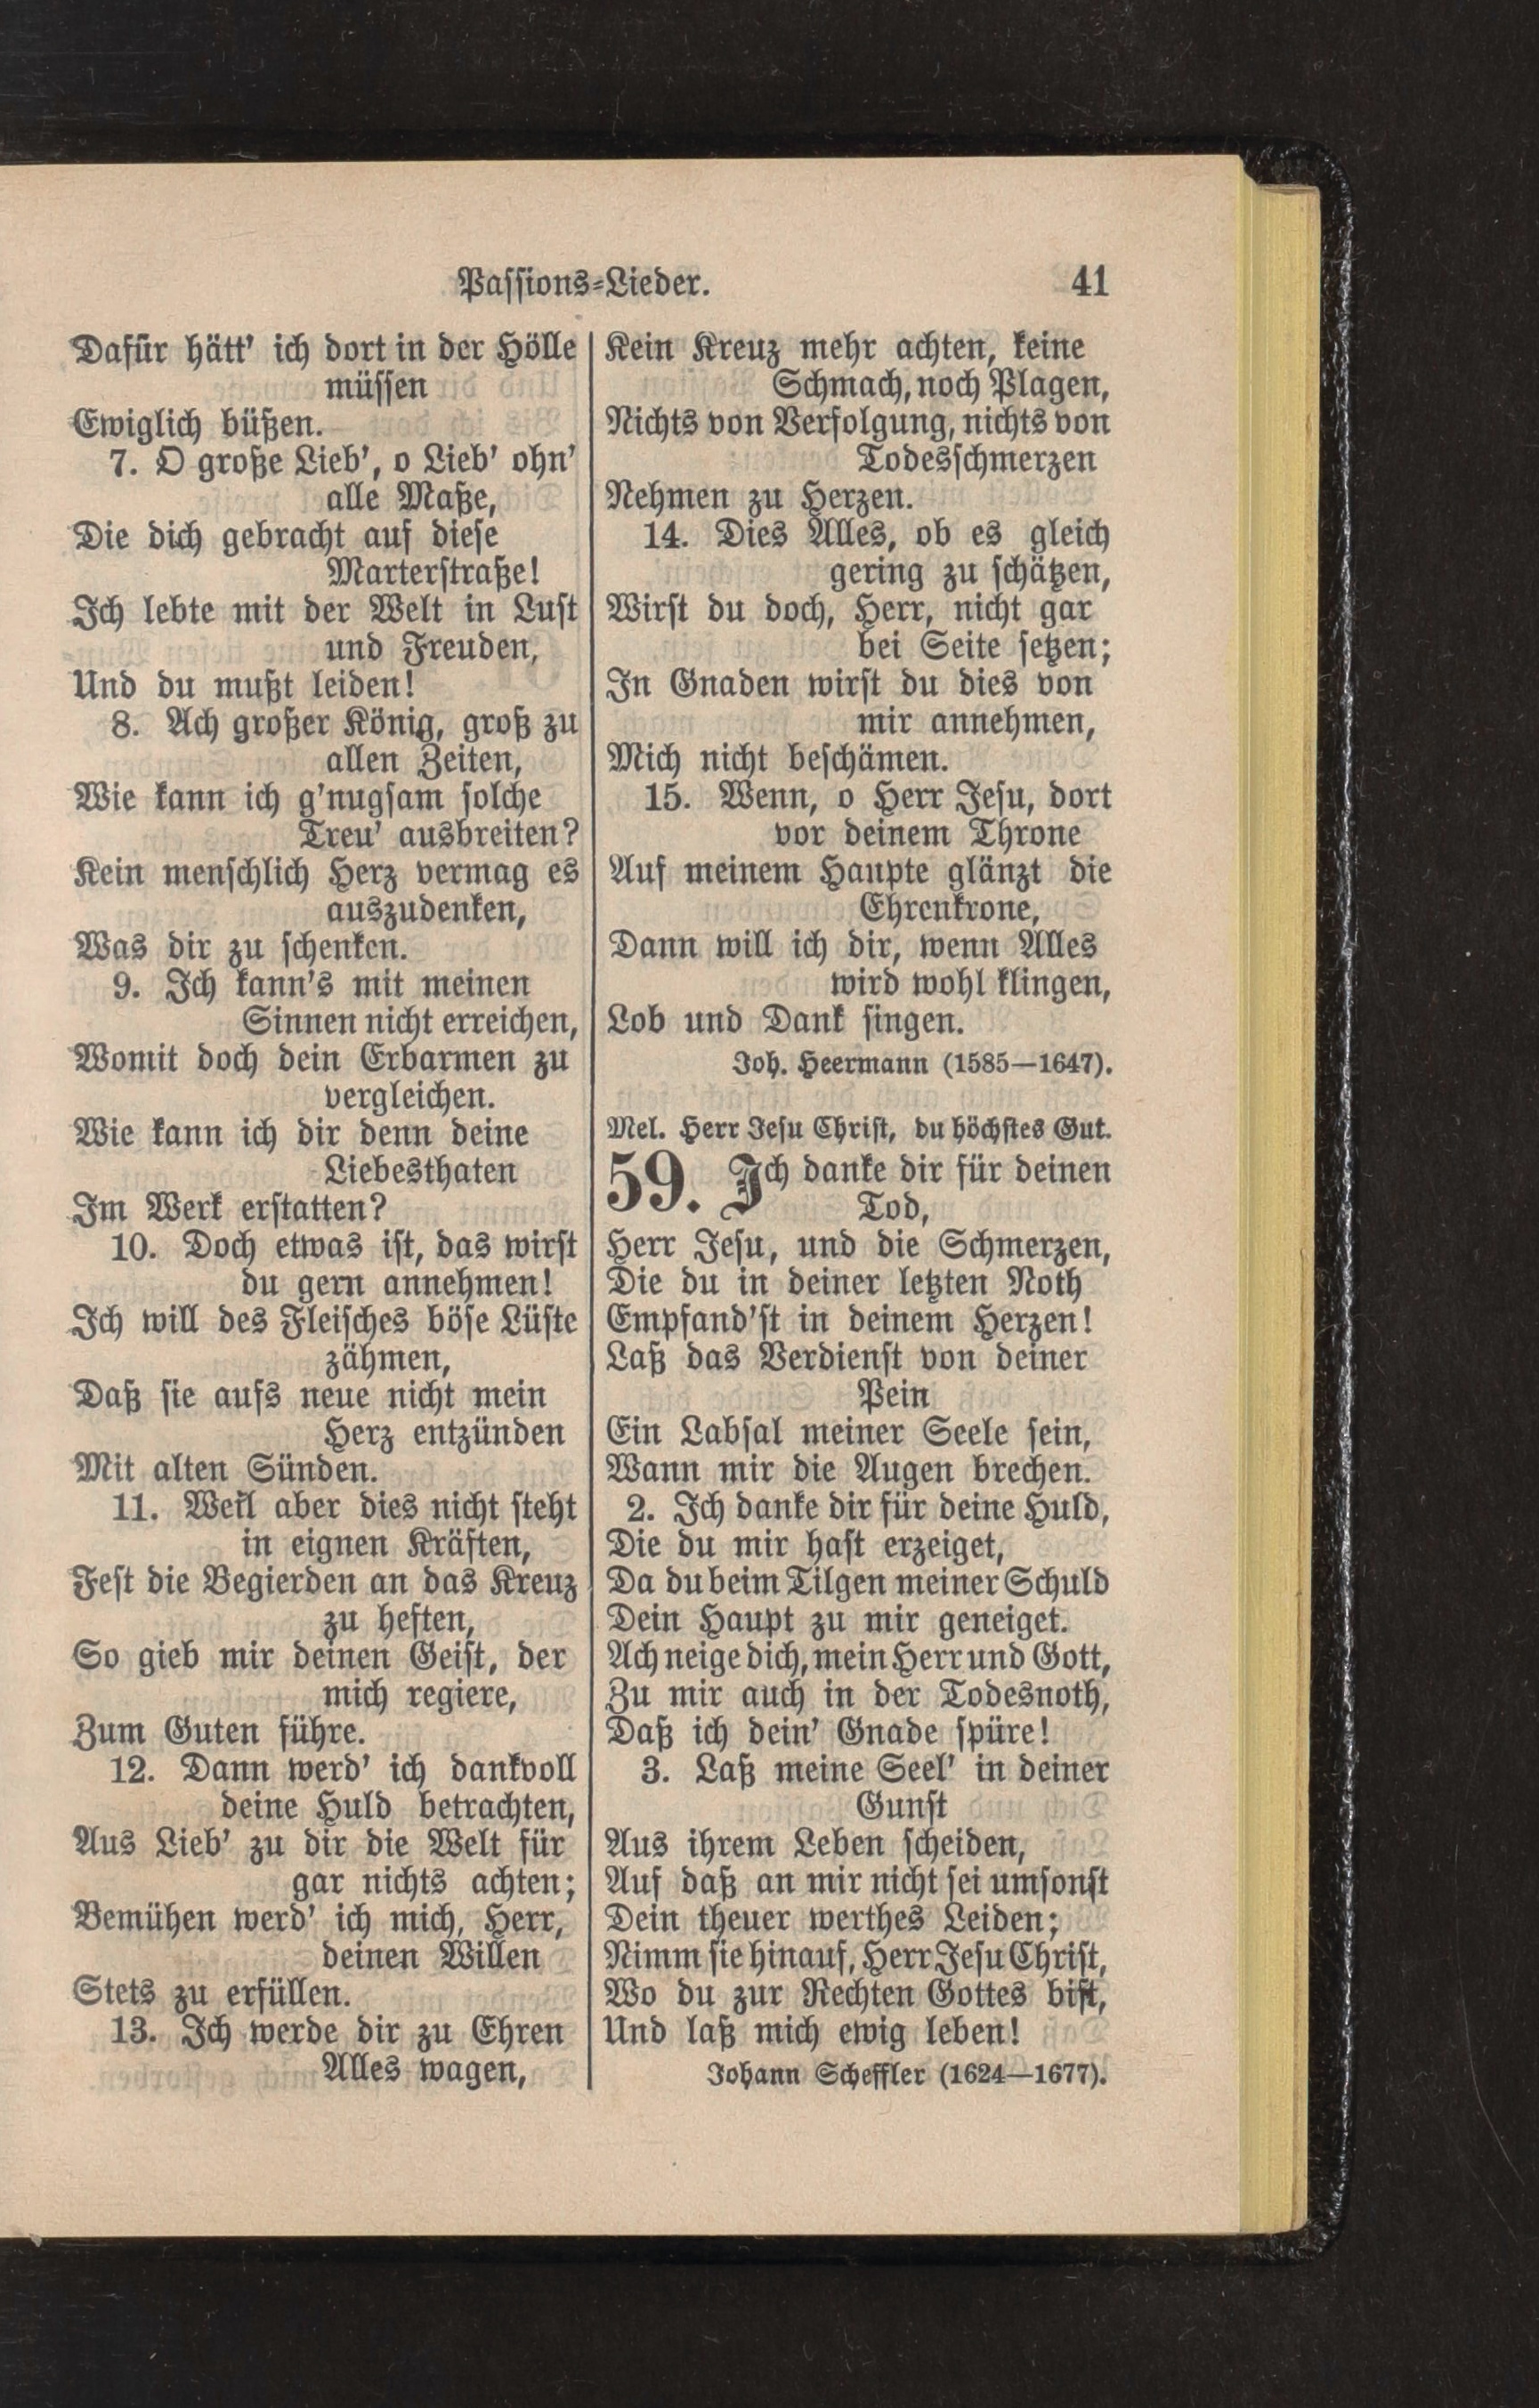 Passions-Lieder. 41
Dafür hätt' ich dort in der Hölle
müssen
Ewiglich büßen.
7. O große Lieb', o Lieb' ohn'
alle Maße,
Die dich gebracht auf diese
Marterstraße!
Ich lebte mit der Welt in Lust
und Freuden,
Und du mußt leiden!
8. Ach großer König, groß zu
allen Zeiten,
Wie kann ich g'nugsam solche
Treu' ausbreiten?
Kein menschlich Herz vermag es
auszudenken,
Was dir zu schenken.
9. Ich kann's mit meinen
Sinnen nicht erreichen,
Womit doch dein Erbarmen zu
vergleichen.
Wie kann ich dir denn deine
Liebesthaten
Im Werk erstatten?
10. Doch etwas ist, das wirst
du gern annehmen!
Ich will des Fleisches böse Lüste
zähmen,
Daß sie aufs neue nicht mein
Herz entzünden
Mit alten Sünden.
11. Weil aber dies nicht steht
in eignen Kräften,
Fest die Begierden an das Kreuz
zu heften,
So gieb mir deinen Geist, der
mich regiere,
Zum Guten führe.
12. Dann werd' ich dankvoll
deine Huld betrachten,
Aus Lieb' zu dir die Welt für
gar nichts achten;
Bemühen werd' ich mich, Herr,
deinen Willen
Stets zu erfüllen.
13. Ich werde dir zu Ehren
Alles wagen,
Kein Kreuz mehr achten, keine
Schmach, noch Plagen,
Nichts von Verfolgung, nichts von
Todesschmerzen
Nehmen zu Herzen.
14. Dies Alles, ob es gleich
gering zu schätzen,
Wirst du doch, Herr, nicht gar
bei Seite setzen;
In Gnaden wirst du dies von
mir annehmen,
Mich nicht beschämen.
15. Wenn, o Herr Jesu, dort
vor deinem Throne
Auf meinem Haupte glänzt die
Ehrenkrone,
Dann will ich dir, wenn Alles
wird wohl klingen,
Lob und Dank singen.
Joh. Heermann (1585—1647).
Mel. Herr Jesu Christ, du höchstes Gut.
59. Ich danke dir für deinen
Tod,
Herr Jesu, und die Schmerzen,
Die du in deiner letzten Noth
Empfand'st in deinem Herzen!
Laß das Verdienst von deiner
Pein
Ein Labsal meiner Seele sein,
Wann mir die Augen brechen.
2. Ich danke dir für deine Huld,
Die du mir hast erzeiget,
Da du beim Tilgen meiner Schuld
Dein Haupt zu mir geneiget.
Ach neige dich, mein Herr und Gott,
Zu mir auch in der Todesnoth,
Daß ich dein' Gnade spüre!
3. Laß meine Seel' in deiner
Gunst
Aus ihrem Leben scheiden,
Auf daß an mir nicht sei umsonst
Dein theuer werthes Leiden;
Nimm sie hinauf, Herr Jesu Christ,
Wo du zur Rechten Gottes bist,
Und laß mich ewig leben!
Johann Scheffler (1624—1677).